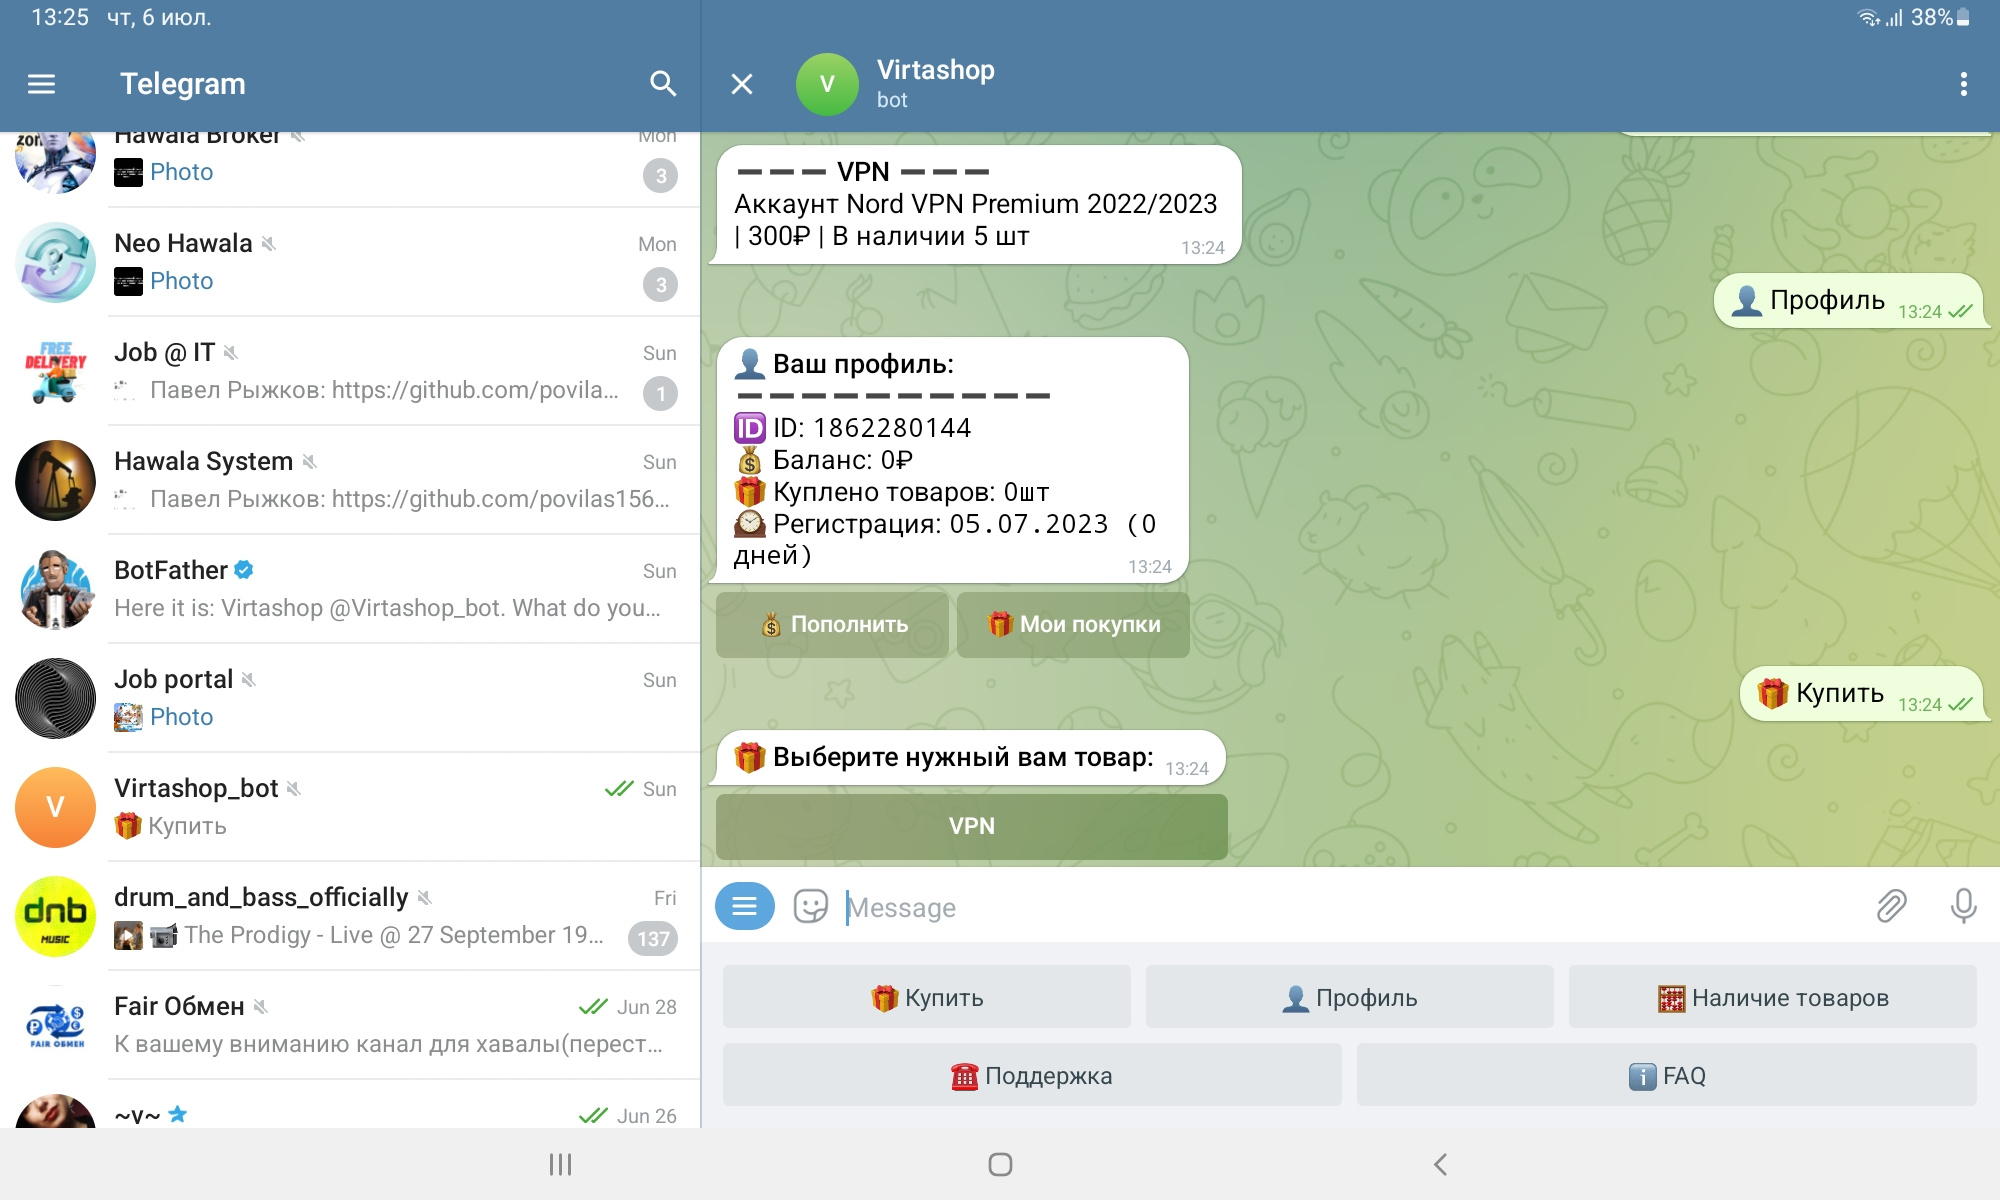 13:25 чт, 6 июл.
38%
Telegram
Hawala Broker
Mon
Photo
3
Neo Hawala
Mon
Photo
3
FREE DELIVERY
Job @ IT
Sun
Павел Рыжков: https://github.com/povila...
1
Hawala System
Sun
Павел Рыжков: https://github.com/povilas156...
BotFather
Sun
Here it is: Virtashop @Virtashop_bot. What do you...
Job portal
Sun
Photo
V
Virtashop_bot
Sun
Купить
dnb
MUSIC
drum_and_bass_officially
Fri
The Prodigy - Live @ 27 September 19...
137
FAIR ОБМЕН
Fair Обмен
Jun 28
К вашему вниманию канал для хавалы(перест...
~v~
Jun 26
V
Virtashop
bot
— — — VPN — — —
Аккаунт Nord VPN Premium 2022/2023
| 300₽ | В наличии 5 шт
13:24
Профиль 13:24
Ваш профиль:
— — — — — — — — — —
ID: 1862280144
Баланс: 0₽
Куплено товаров: 0шт
Регистрация: 05.07.2023 (0
дней)
13:24
Пополнить
Мои покупки
Купить 13:24
Выберите нужный вам товар: 13:24
VPN
Message
Купить
Профиль
Наличие товаров
Поддержка
FAQ